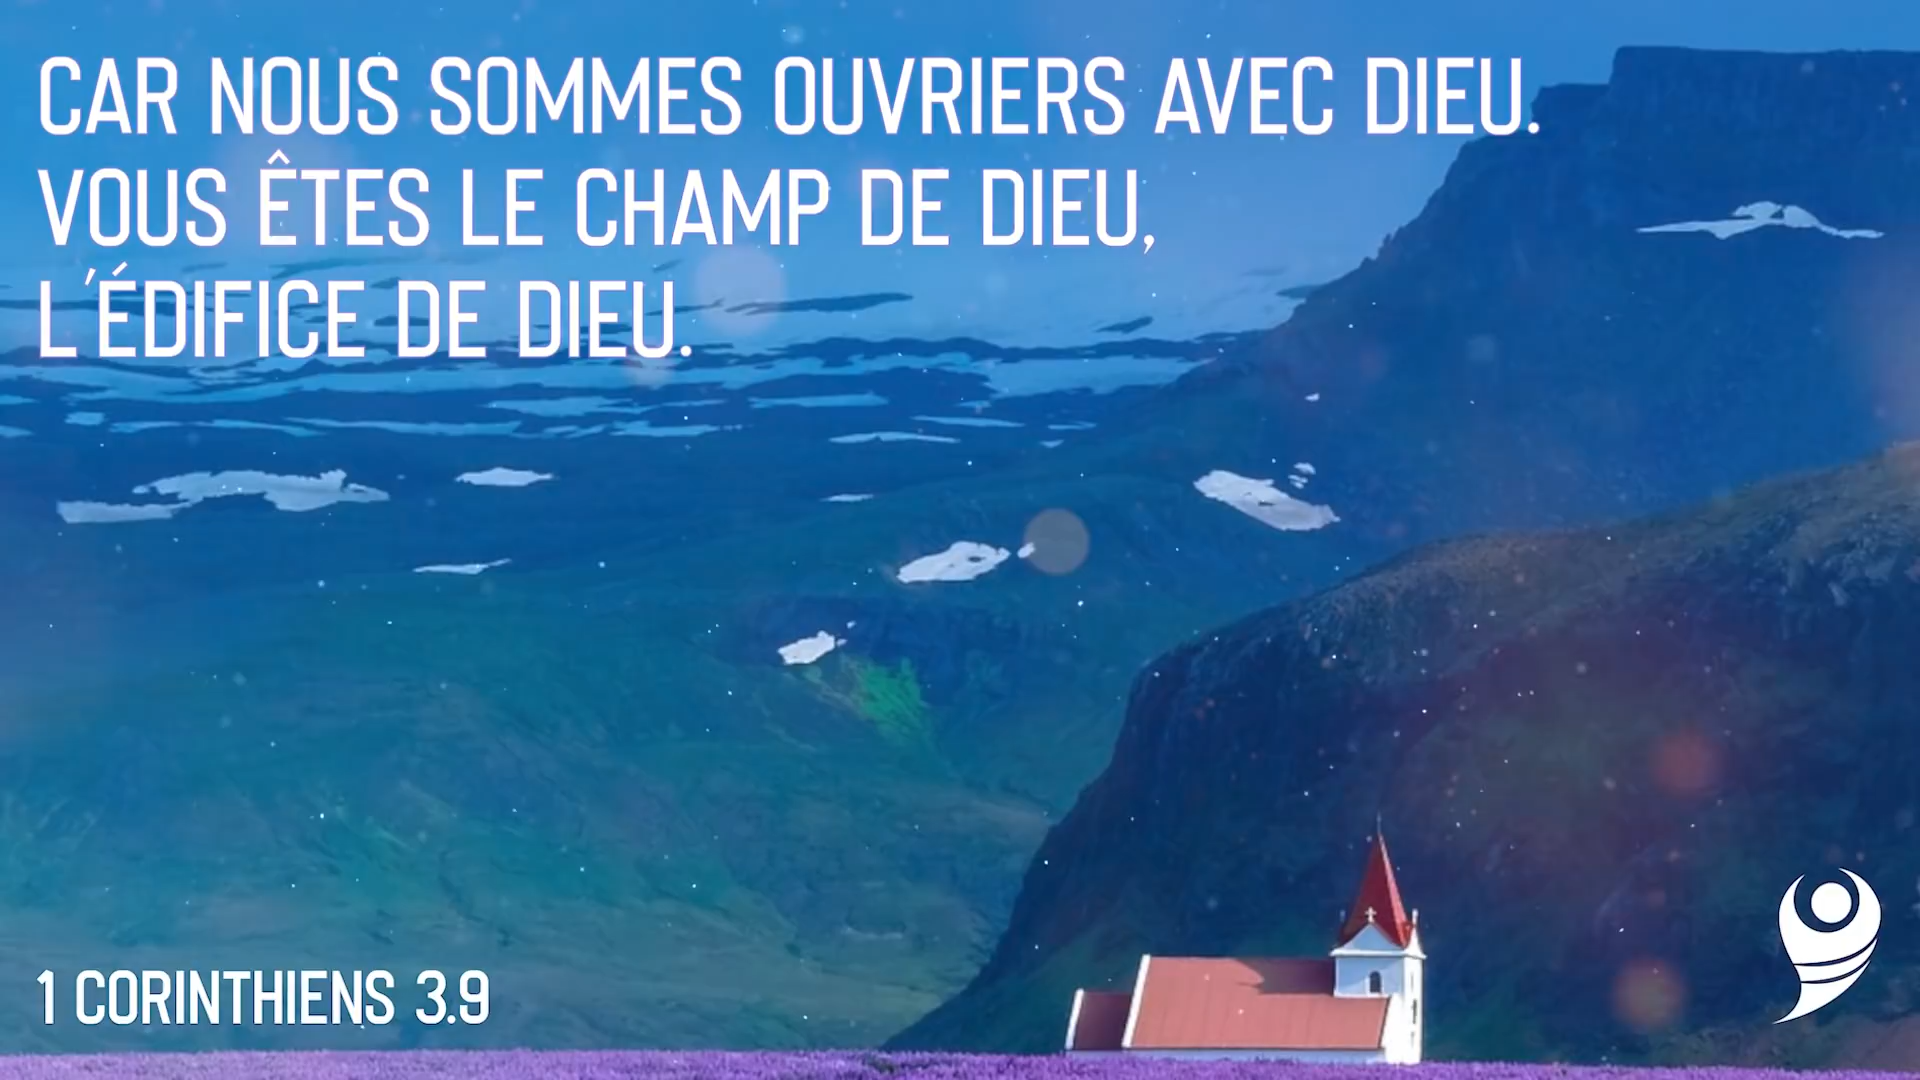 CAR NOUS SOMMES OUVRIERS AVEC DIEU.
VOUS ÊTES LE CHAMP DE DIEU,
L'ÉDIFICE DE DIEU.
1 CORINTHIENS 3.9